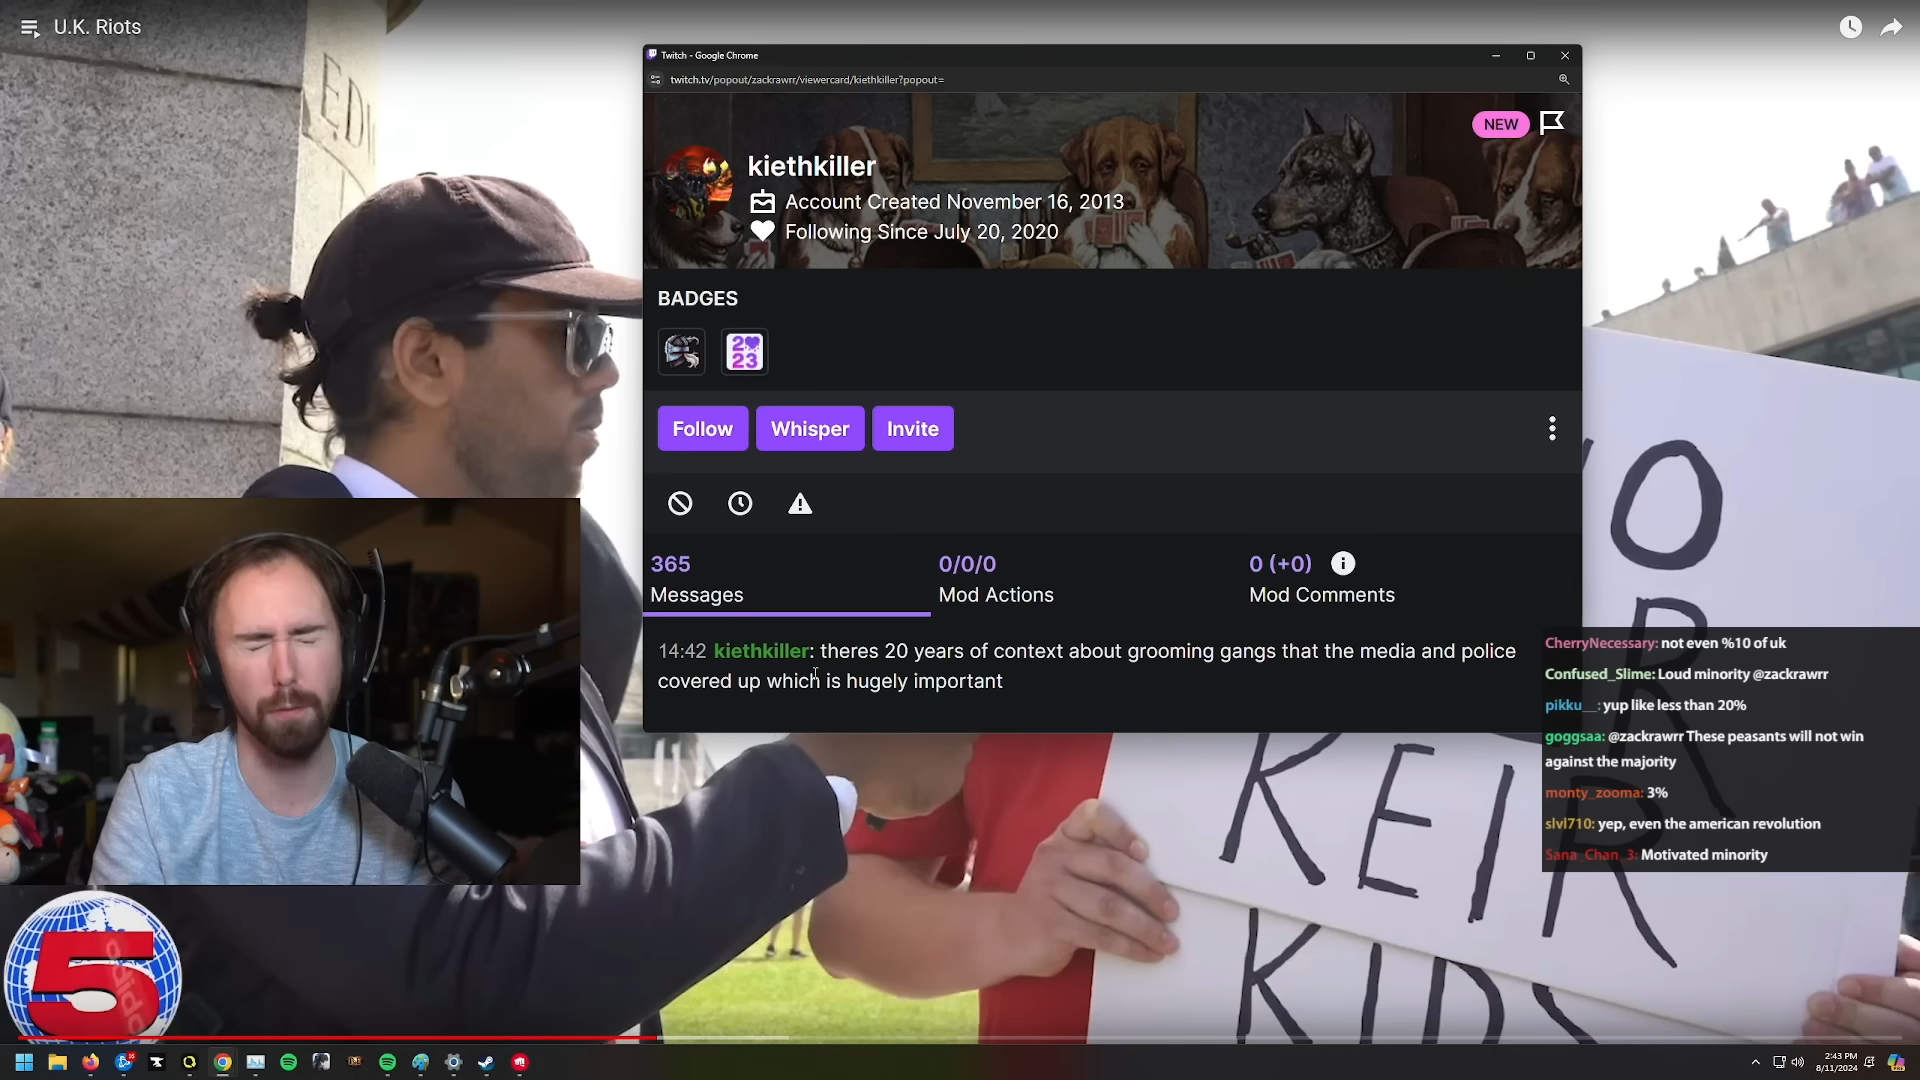 U.K. Riots
Twitch - Google Chrome
twitch.tv/popout/zackrawrr/viewercard/kiethkiller?popout=
NEW
kiethkiller
Account Created November 16, 2013
Following Since July 20, 2020
BADGES
2
23
Follow Whisper Invite
365 0/0/0 0 (+0)
Messages Mod Actions Mod Comments
14:42 kiethkiller: theres 20 years of context about grooming gangs that the media and police
covered up which is hugely important
CherryNecessary: not even %10 of uk
Confused_Slime: Loud minority @zackrawrr
pikku__: yup like less than 20%
goggsaa: @zackrawrr These peasants will not win
against the majority
monty_zooma: 3%
slvl710: yep, even the american revolution
Sana_Chan_3: Motivated minority
KEIR
KIDS
5
2:43 PM
8/11/2024